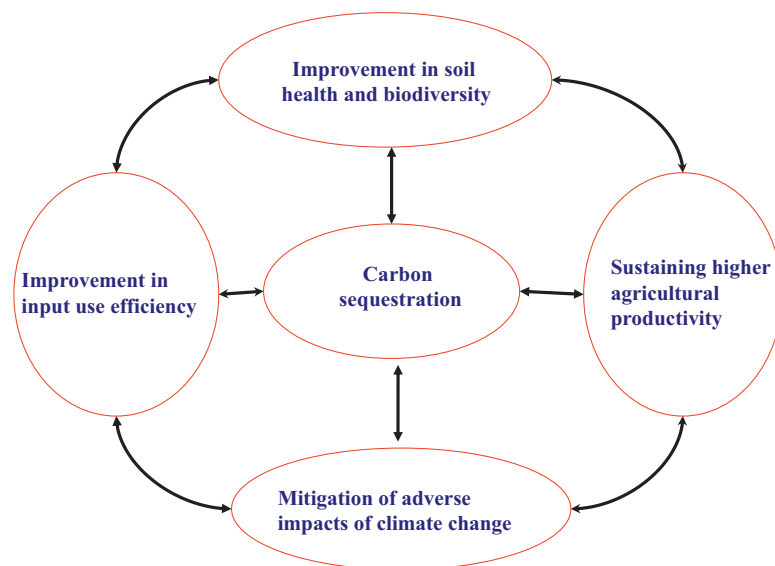 Improvement in soil
health and biodiversity
Improvement in
input use efficiency
Carbon
sequestration
Sustaining higher
agricultural
productivity
Mitigation of adverse
impacts of climate change